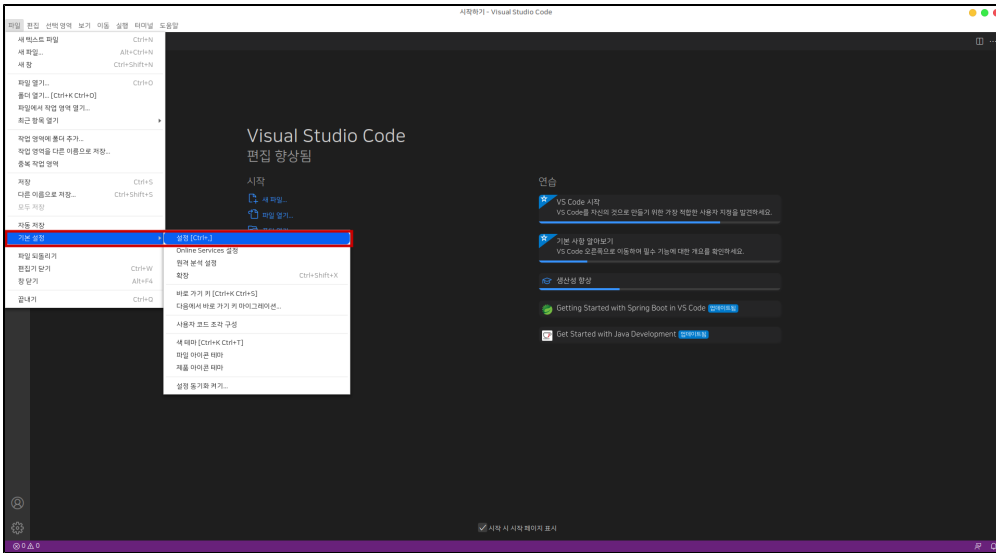 시작하기 - Visual Studio Code
파일 편집 선택 영역 보기 이동 실행 터미널 도움말
새 텍스트 파일 Ctrl+N
새 파일... Alt+Ctrl+N
새 창 Ctrl+Shift+N
파일 열기... Ctrl+O
폴더 열기... [Ctrl+K Ctrl+O]
파일에서 작업 영역 열기...
최근 항목 열기
작업 영역에 폴더 추가...
작업 영역을 다른 이름으로 저장...
중복 작업 영역
저장 Ctrl+S
다른 이름으로 저장... Ctrl+Shift+S
모두 저장
자동 저장
기본 설정
파일 되돌리기
편집기 닫기 Ctrl+W
창 닫기 Alt+F4
끝내기 Ctrl+Q
설정 [Ctrl+,]
Online Services 설정
원격 분석 설정
확장 Ctrl+Shift+X
바로 가기 키 [Ctrl+K Ctrl+S]
다음에서 바로 가기 키 마이그레이션...
사용자 코드 조각 구성
색 테마 [Ctrl+K Ctrl+T]
파일 아이콘 테마
제품 아이콘 테마
설정 동기화 켜기...
Visual Studio Code
편집 향상됨
시작
새 파일...
파일 열기...
연습
VS Code 시작
VS Code를 자신의 것으로 만들기 위한 가장 적합한 사용자 지정을 발견하세요.
기본 사항 알아보기
VS Code 오른쪽으로 이동하여 필수 기능에 대한 개요를 확인하세요.
생산성 향상
Getting Started with Spring Boot in VS Code 업데이트됨
Get Started with Java Development 업데이트됨
시작 시 시작 페이지 표시
0 0